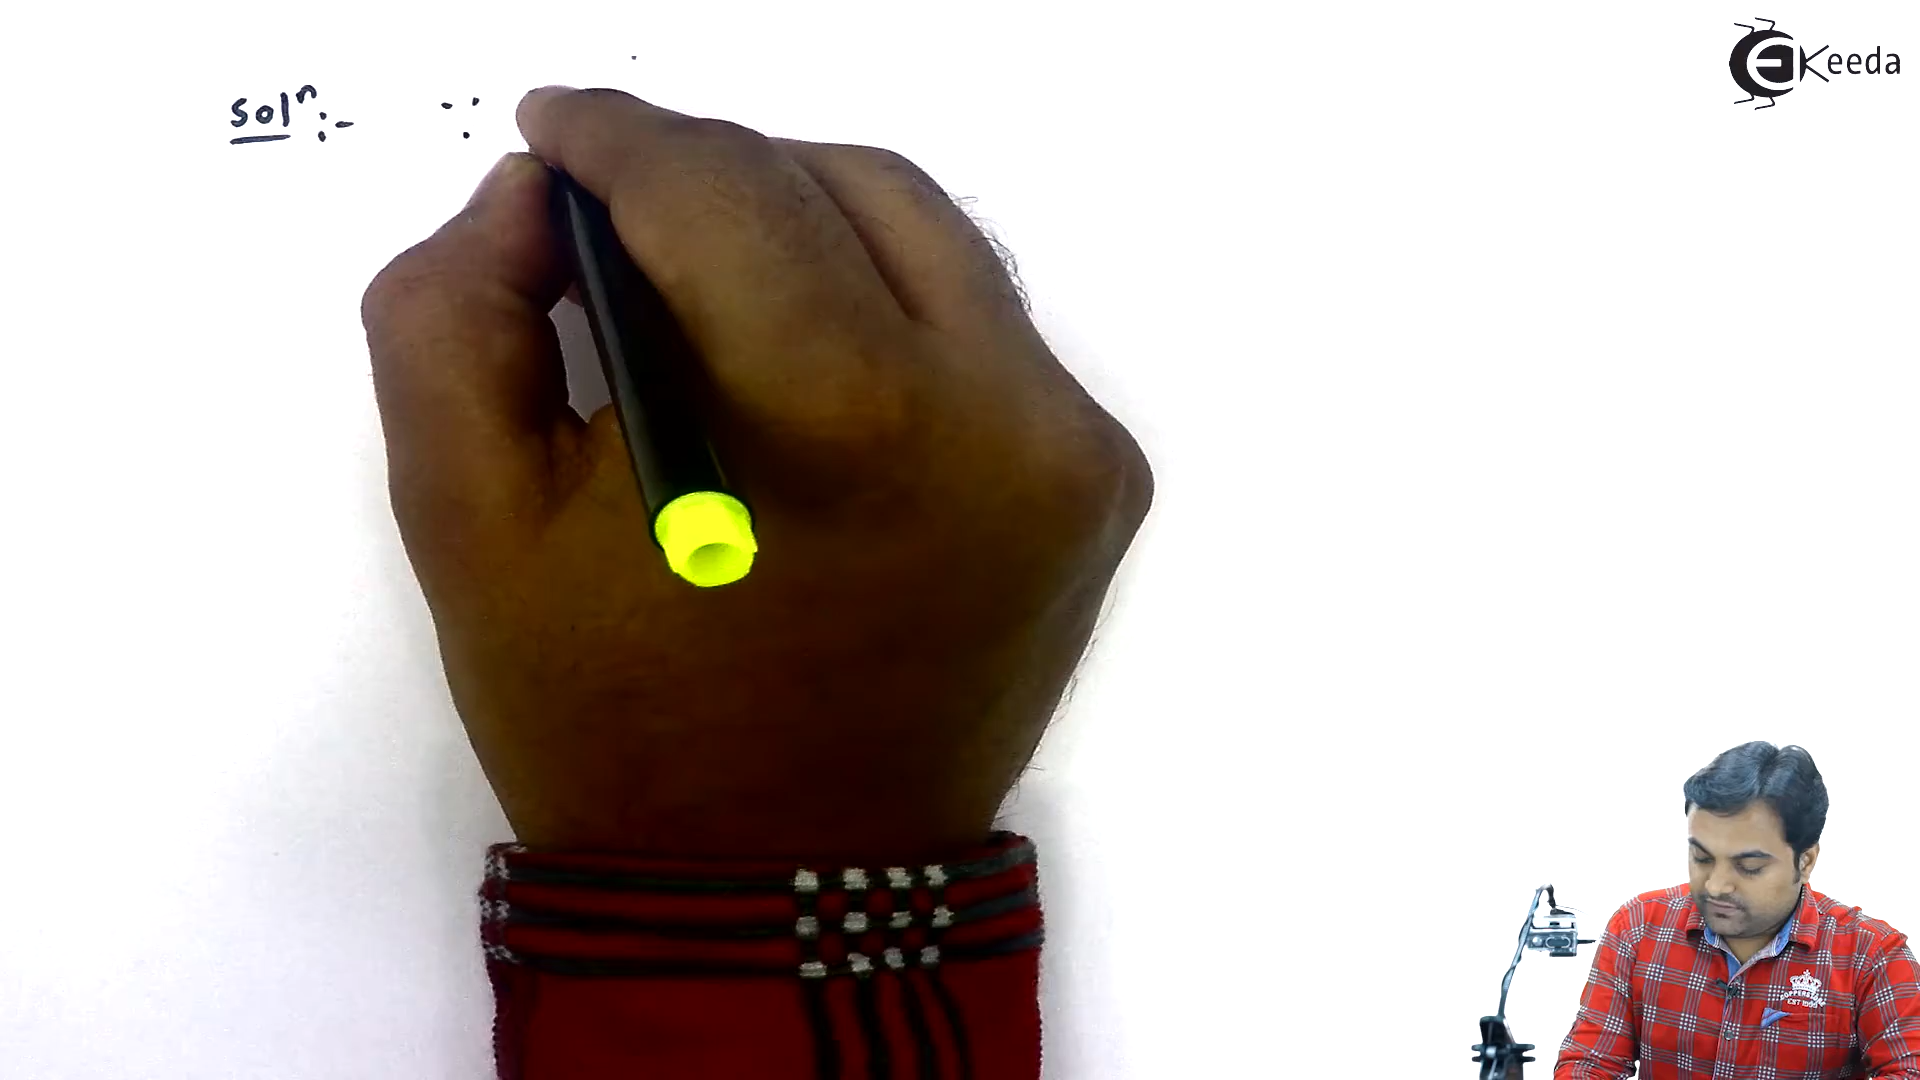 Solⁿ :- ∵
EKeeda